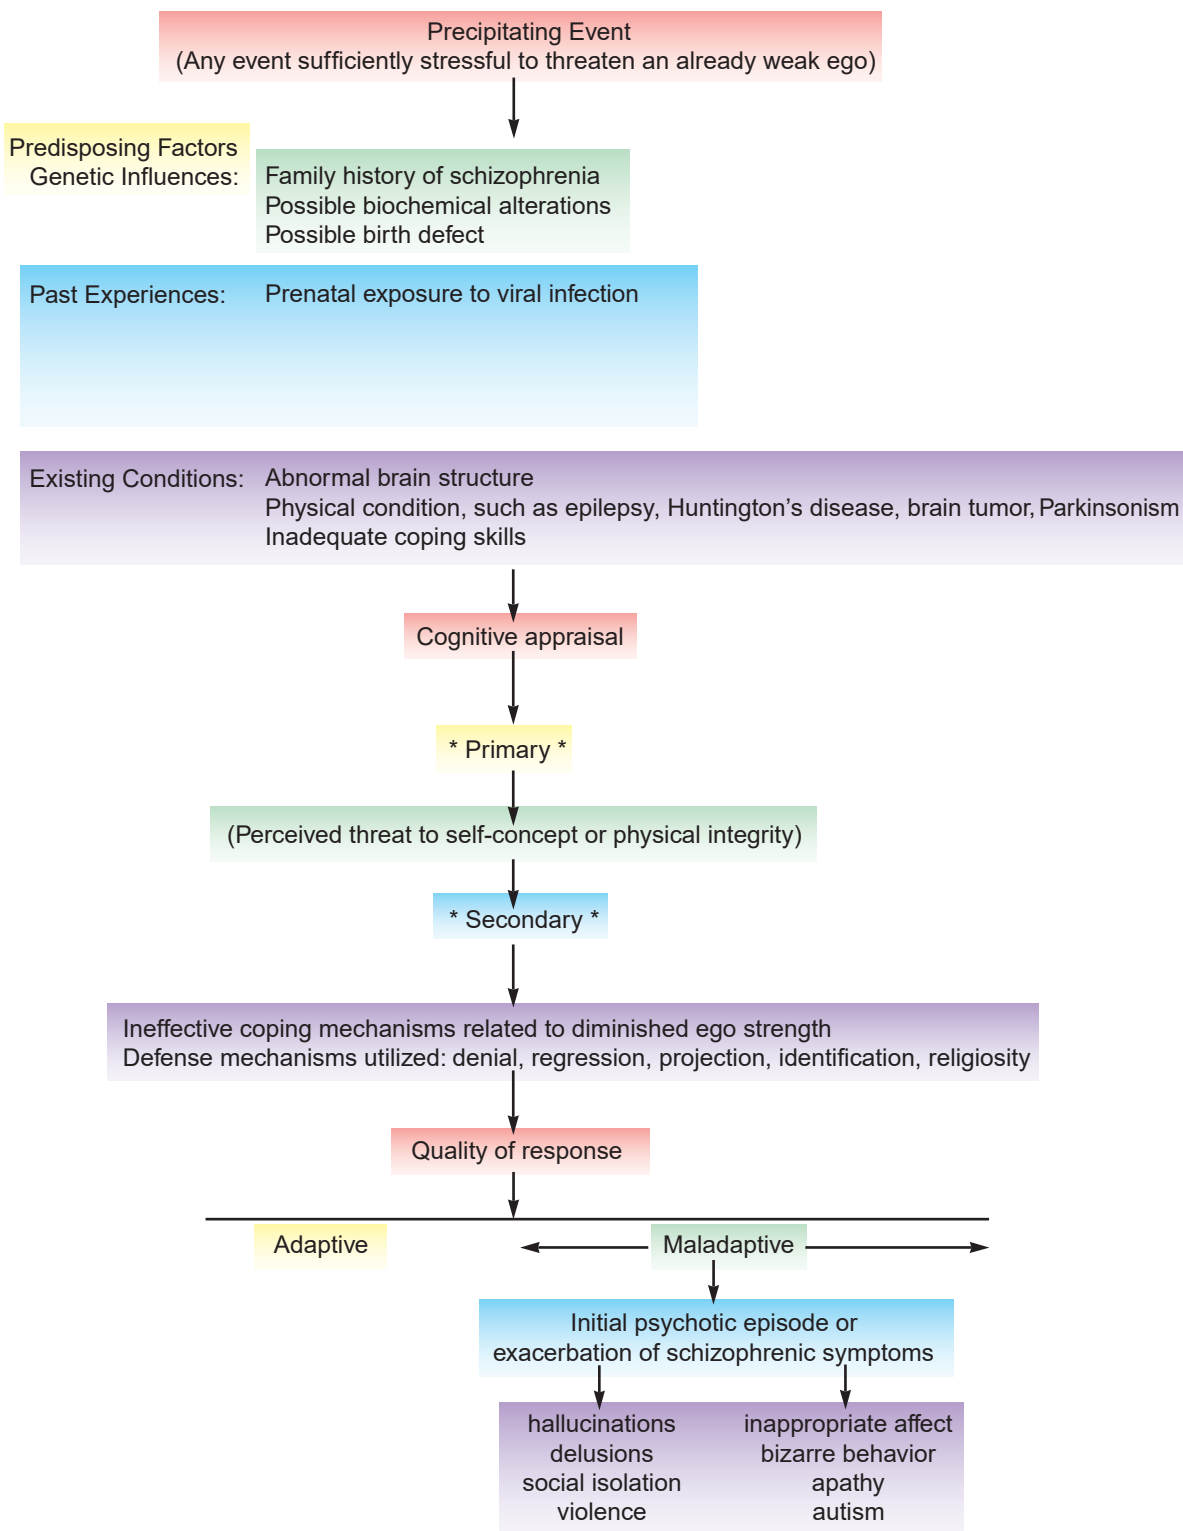 Precipitating Event
(Any event sufficiently stressful to threaten an already weak ego)
Predisposing Factors
Genetic Influences:
Family history of schizophrenia
Possible biochemical alterations
Possible birth defect
Past Experiences: Prenatal exposure to viral infection
Existing Conditions: Abnormal brain structure
Physical condition, such as epilepsy, Huntington’s disease, brain tumor, Parkinsonism
Inadequate coping skills
Cognitive appraisal
* Primary *
(Perceived threat to self-concept or physical integrity)
* Secondary *
Ineffective coping mechanisms related to diminished ego strength
Defense mechanisms utilized: denial, regression, projection, identification, religiosity
Quality of response
Adaptive
Maladaptive
Initial psychotic episode or
exacerbation of schizophrenic symptoms
hallucinations
delusions
social isolation
violence
inappropriate affect
bizarre behavior
apathy
autism